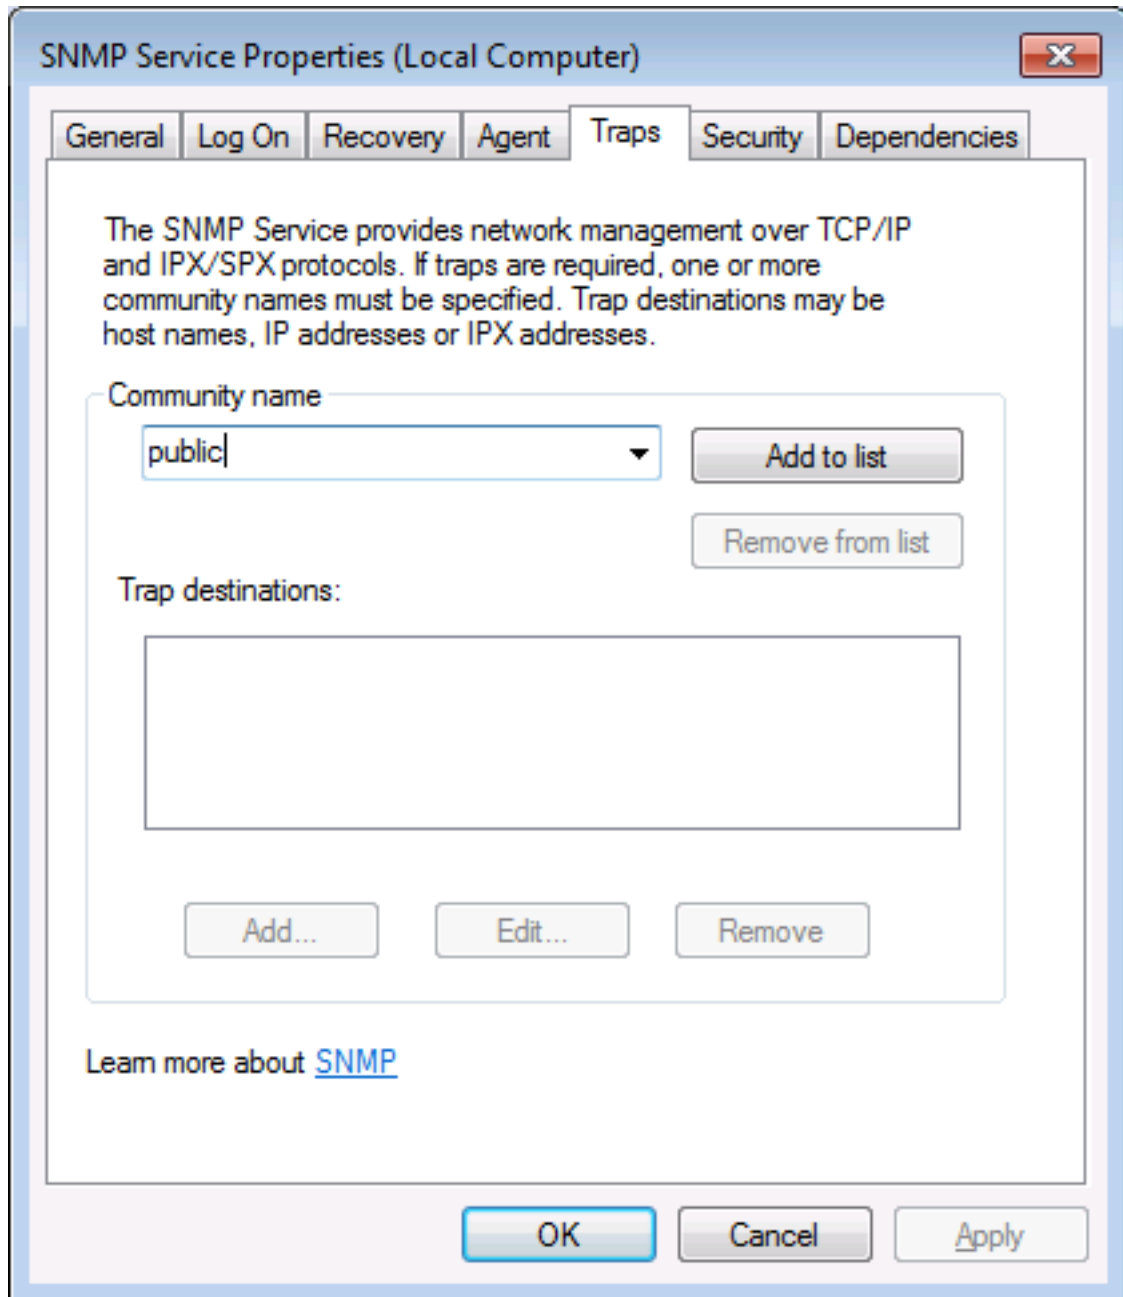 SNMP Service Properties (Local Computer)
General Log On Recovery Agent Traps Security Dependencies
The SNMP Service provides network management over TCP/IP
and IPX/SPX protocols. If traps are required, one or more
community names must be specified. Trap destinations may be
host names, IP addresses or IPX addresses.
Community name
public
Add to list
Remove from list
Trap destinations:
Add... Edit... Remove
Learn more about SNMP
OK Cancel Apply